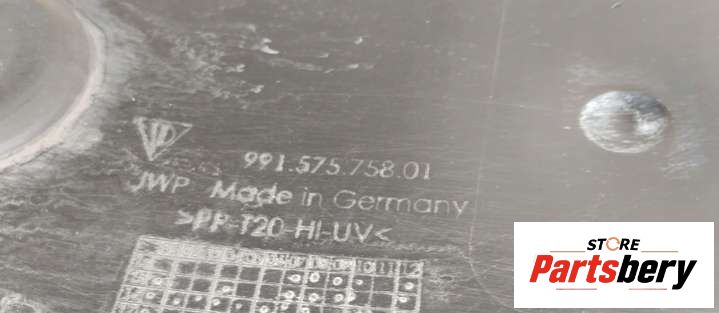 991.575.758.01
JWP Made in Germany
>PP-T20-HI-UV<
STORE
Partsbery